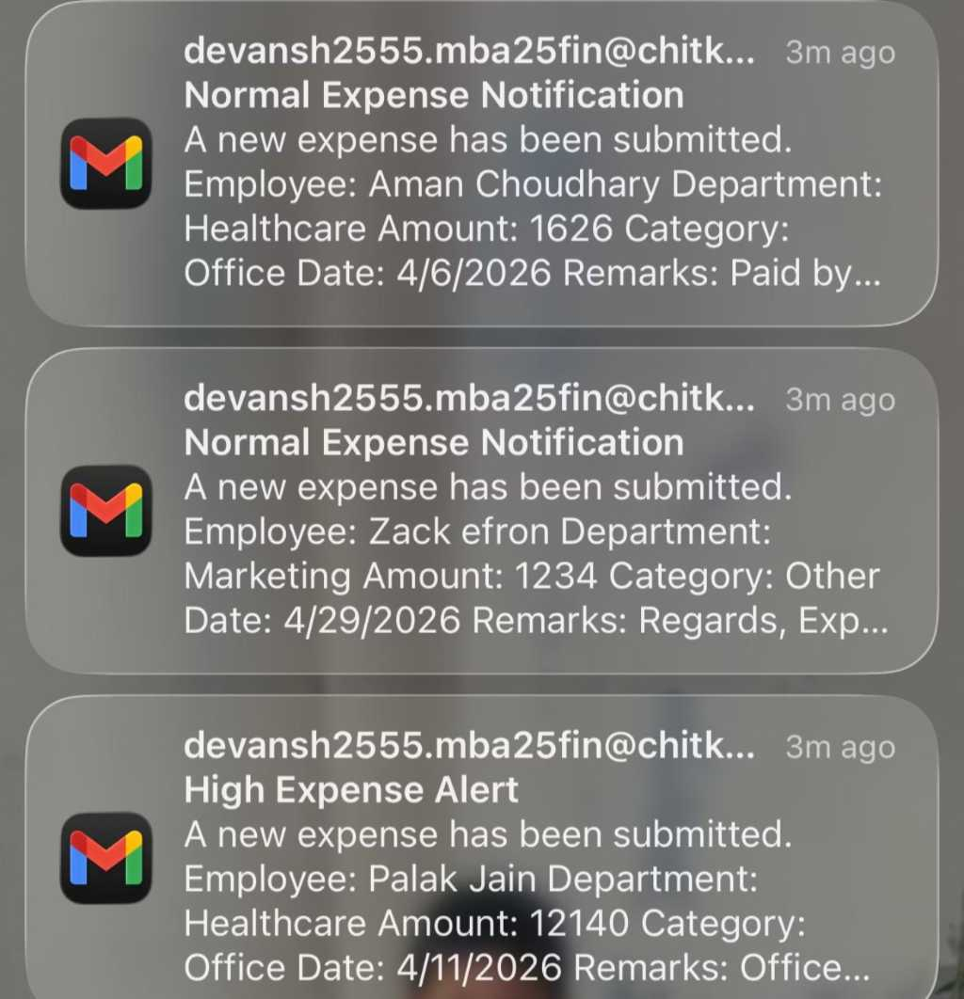 devansh2555.mba25fin@chitk... 3m ago
Normal Expense Notification
A new expense has been submitted.
Employee: Aman Choudhary Department:
Healthcare Amount: 1626 Category:
Office Date: 4/6/2026 Remarks: Paid by...
devansh2555.mba25fin@chitk... 3m ago
Normal Expense Notification
A new expense has been submitted.
Employee: Zack efron Department:
Marketing Amount: 1234 Category: Other
Date: 4/29/2026 Remarks: Regards, Exp...
devansh2555.mba25fin@chitk... 3m ago
High Expense Alert
A new expense has been submitted.
Employee: Palak Jain Department:
Healthcare Amount: 12140 Category:
Office Date: 4/11/2026 Remarks: Office...